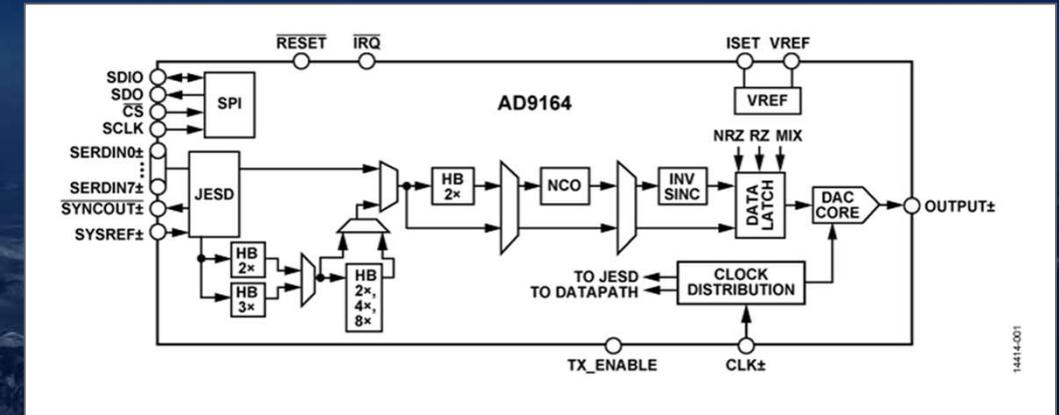 RESET IRQ
ISET VREF
SDIO
SDO
CS
SCLK
SPI
AD9164
VREF
NRZ RZ MIX
SERDIN0±
SERDIN7±
SYNCOUT±
SYSREF±
JESD
HB
2×
NCO
INV
SINC
DATA
LATCH
DAC
CORE
OUTPUT±
HB
2×
HB
3×
HB
2×,
4×,
8×
TO JESD
TO DATAPATH
CLOCK
DISTRIBUTION
TX_ENABLE
CLK±
14414-001